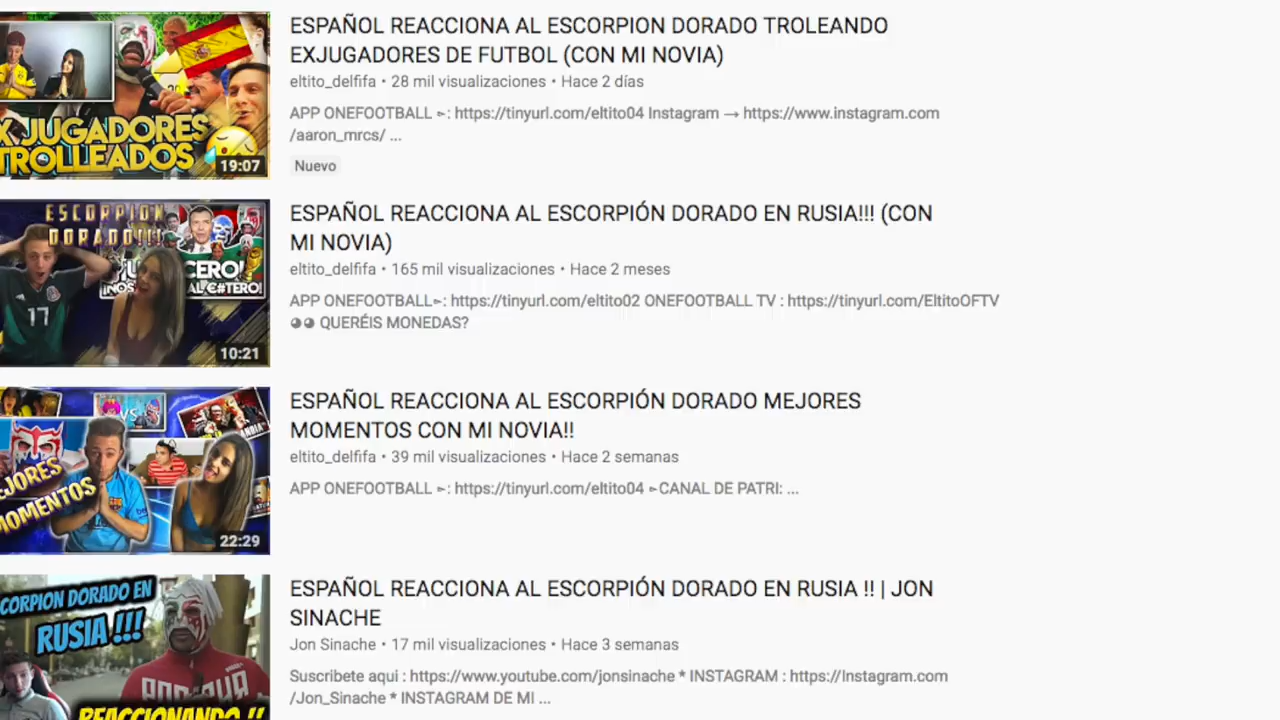 ESPAÑOL REACCIONA AL ESCORPION DORADO TROLEANDO
EXJUGADORES DE FUTBOL (CON MI NOVIA)
eltito_delfifa • 28 mil visualizaciones • Hace 2 días
APP ONEFOOTBALL ➛: https://tinyurl.com/eltito04 Instagram → https://www.instagram.com
/aaron_mrcs/ ...
Nuevo
X JUGADORES
TROLLEADOS
19:07
ESPAÑOL REACCIONA AL ESCORPIÓN DORADO EN RUSIA!!! (CON
MI NOVIA)
eltito_delfifa • 165 mil visualizaciones • Hace 2 meses
APP ONEFOOTBALL➛: https://tinyurl.com/eltito02 ONEFOOTBALL TV : https://tinyurl.com/EltitoOFTV
◕◕ QUERÉIS MONEDAS?
ESCORPION
DORADO!!!
CERO!
AL €#TERO!
17
10:21
ESPAÑOL REACCIONA AL ESCORPIÓN DORADO MEJORES
MOMENTOS CON MI NOVIA!!
eltito_delfifa • 39 mil visualizaciones • Hace 2 semanas
APP ONEFOOTBALL ➛: https://tinyurl.com/eltito04 ➛CANAL DE PATRI: ...
VS
EJORES
MOMENTOS
22:29
ESPAÑOL REACCIONA AL ESCORPIÓN DORADO EN RUSIA !! | JON
SINACHE
Jon Sinache • 17 mil visualizaciones • Hace 3 semanas
Suscribete aqui : https://www.youtube.com/jonsinache * INSTAGRAM : https://Instagram.com
/Jon_Sinache * INSTAGRAM DE MI ...
SCORPION DORADO EN
RUSIA !!!
REACCIONANDO !!